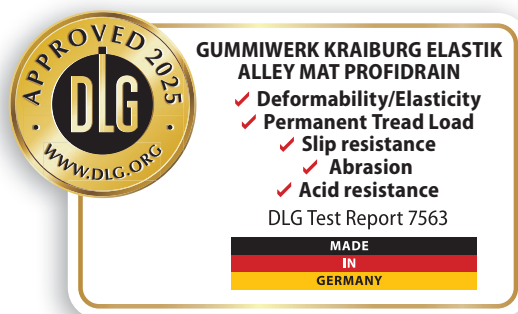 APPROVED 2025
DLG
WWW.DLG.ORG
GUMMIWERK KRAIBURG ELASTIK
ALLEY MAT PROFIDRAIN
✓ Deformability/Elasticity
✓ Permanent Tread Load
✓ Slip resistance
✓ Abrasion
✓ Acid resistance
DLG Test Report 7563
MADE
IN
GERMANY